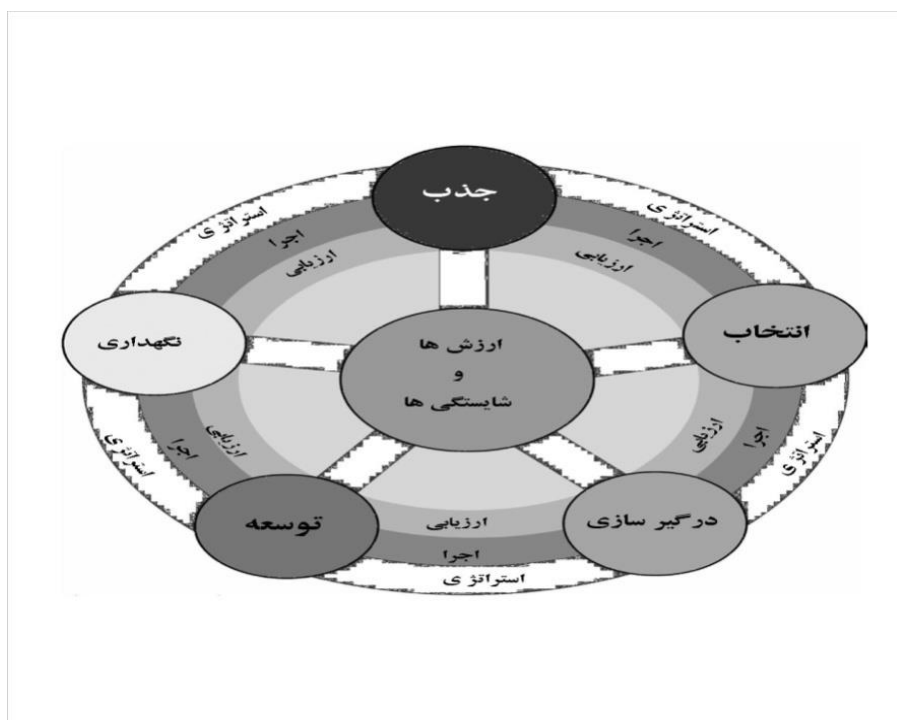 جذب
استراتژی
اجرا
ارزیابی
استراتژی
اجرا
ارزیابی
انتخاب
نگهداری
ارزش ها
و
شایستگی ها
ارزیابی
اجرا
استراتژی
ارزیابی
اجرا
استراتژی
درگیر سازی
توسعه
ارزیابی
اجرا
استراتژی